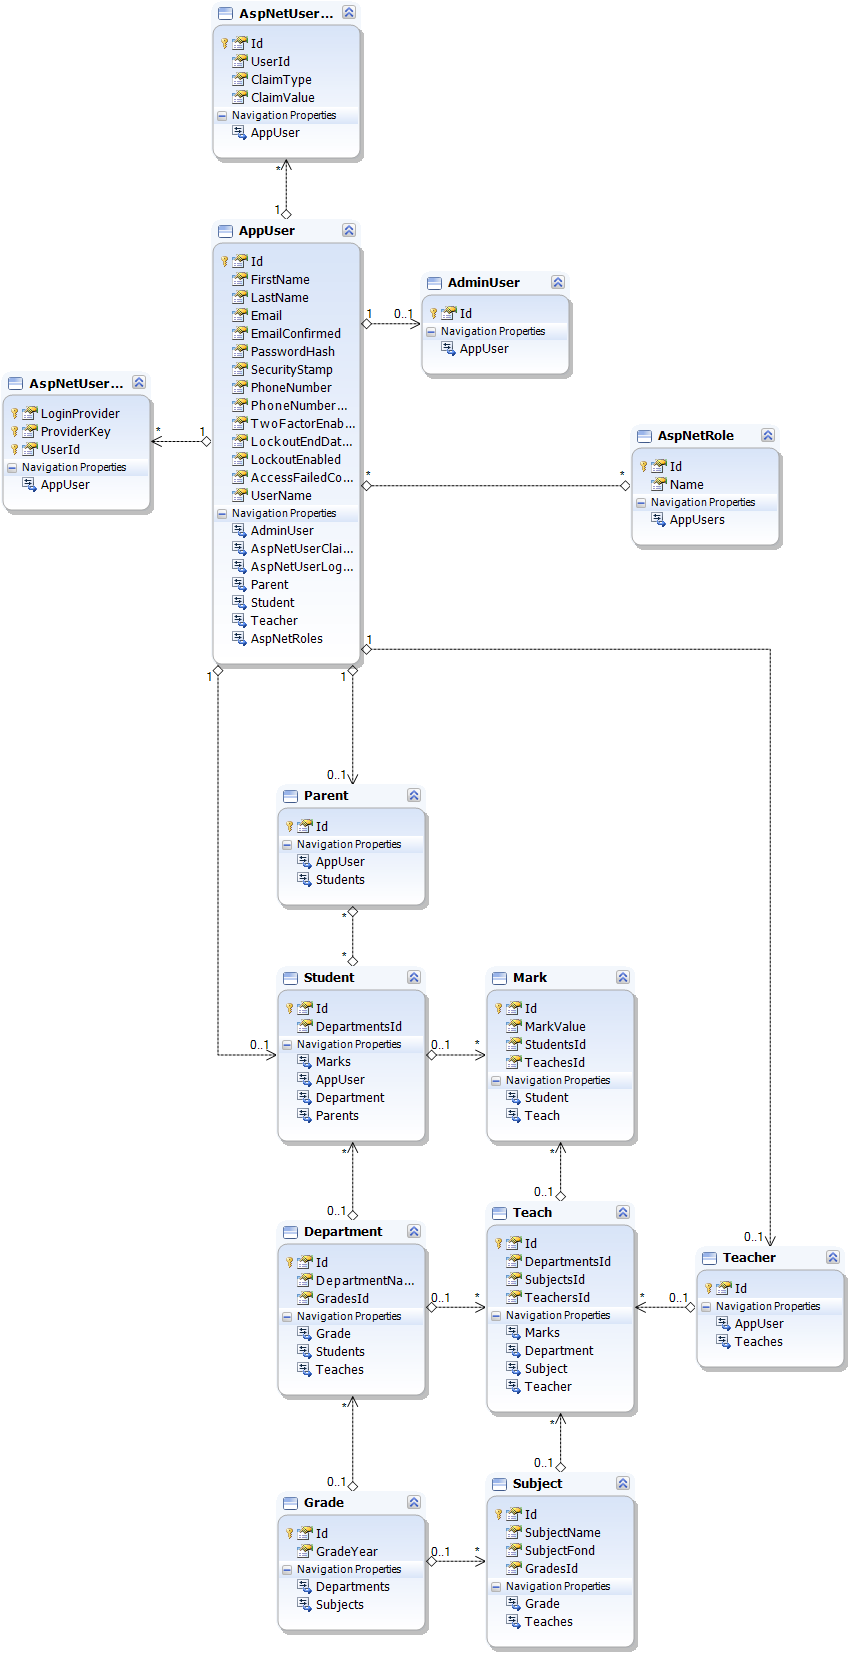 AspNetUser...
Id
UserId
ClaimType
ClaimValue
Navigation Properties
AppUser
*
1
AppUser
Id
FirstName
LastName
Email
EmailConfirmed
PasswordHash
SecurityStamp
PhoneNumber
PhoneNumber...
TwoFactorEnab...
LockoutEndDat...
LockoutEnabled
AccessFailedCo...
UserName
Navigation Properties
AdminUser
AspNetUserClai...
AspNetUserLog...
Parent
Student
Teacher
AspNetRoles
1
0..1
AdminUser
Id
Navigation Properties
AppUser
AspNetUser...
LoginProvider
ProviderKey
UserId
Navigation Properties
AppUser
*
1
*
*
AspNetRole
Id
Name
Navigation Properties
AppUsers
1
1
1
0..1
Parent
Id
Navigation Properties
AppUser
Students
*
*
0..1
Student
Id
DepartmentsId
Navigation Properties
Marks
AppUser
Department
Parents
0..1
*
Mark
Id
MarkValue
StudentsId
TeachesId
Navigation Properties
Student
Teach
*
0..1
*
0..1
Department
Id
DepartmentNa...
GradesId
Navigation Properties
Grade
Students
Teaches
0..1
*
Teach
Id
DepartmentsId
SubjectsId
TeachersId
Navigation Properties
Marks
Department
Subject
Teacher
0..1
*
0..1
Teacher
Id
Navigation Properties
AppUser
Teaches
*
0..1
*
0..1
Grade
Id
GradeYear
Navigation Properties
Departments
Subjects
0..1
*
Subject
Id
SubjectName
SubjectFond
GradesId
Navigation Properties
Grade
Teaches